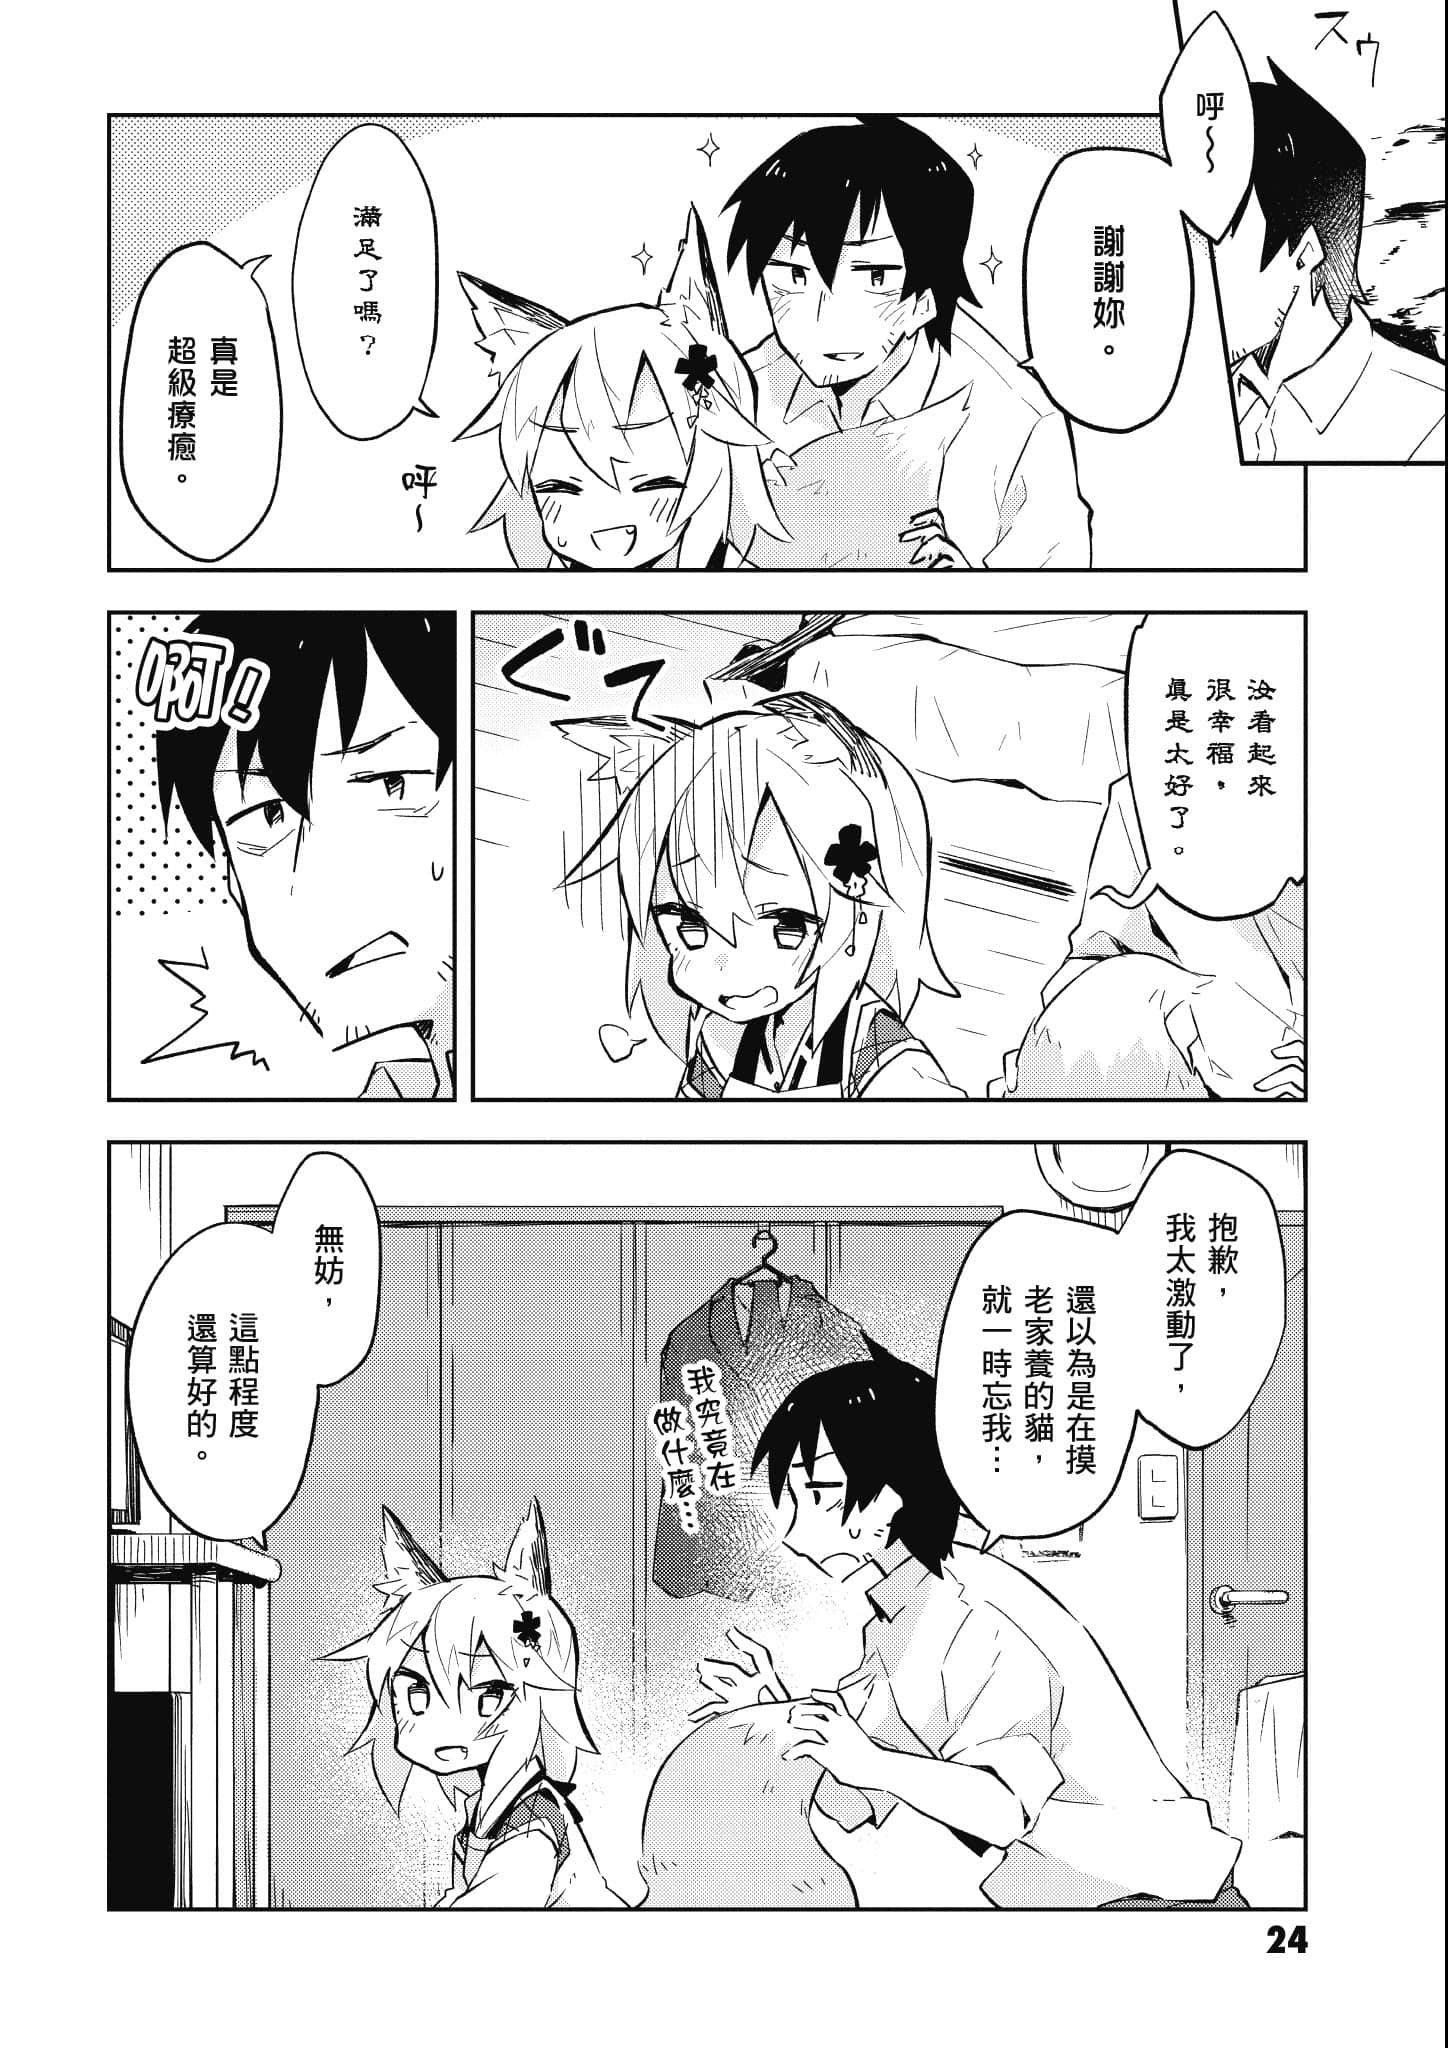 スゥ
呼～～
謝謝妳。
滿足了嗎？
呼～
真是
超級療癒。
汝看起來
很幸福，
真是太好了。
ぐて
抱歉，
我太激動了，
還以為是在摸
老家養的貓，
就一時忘我…
我究竟在
做什麼…
無妨，
這點程度
還算好的。
24